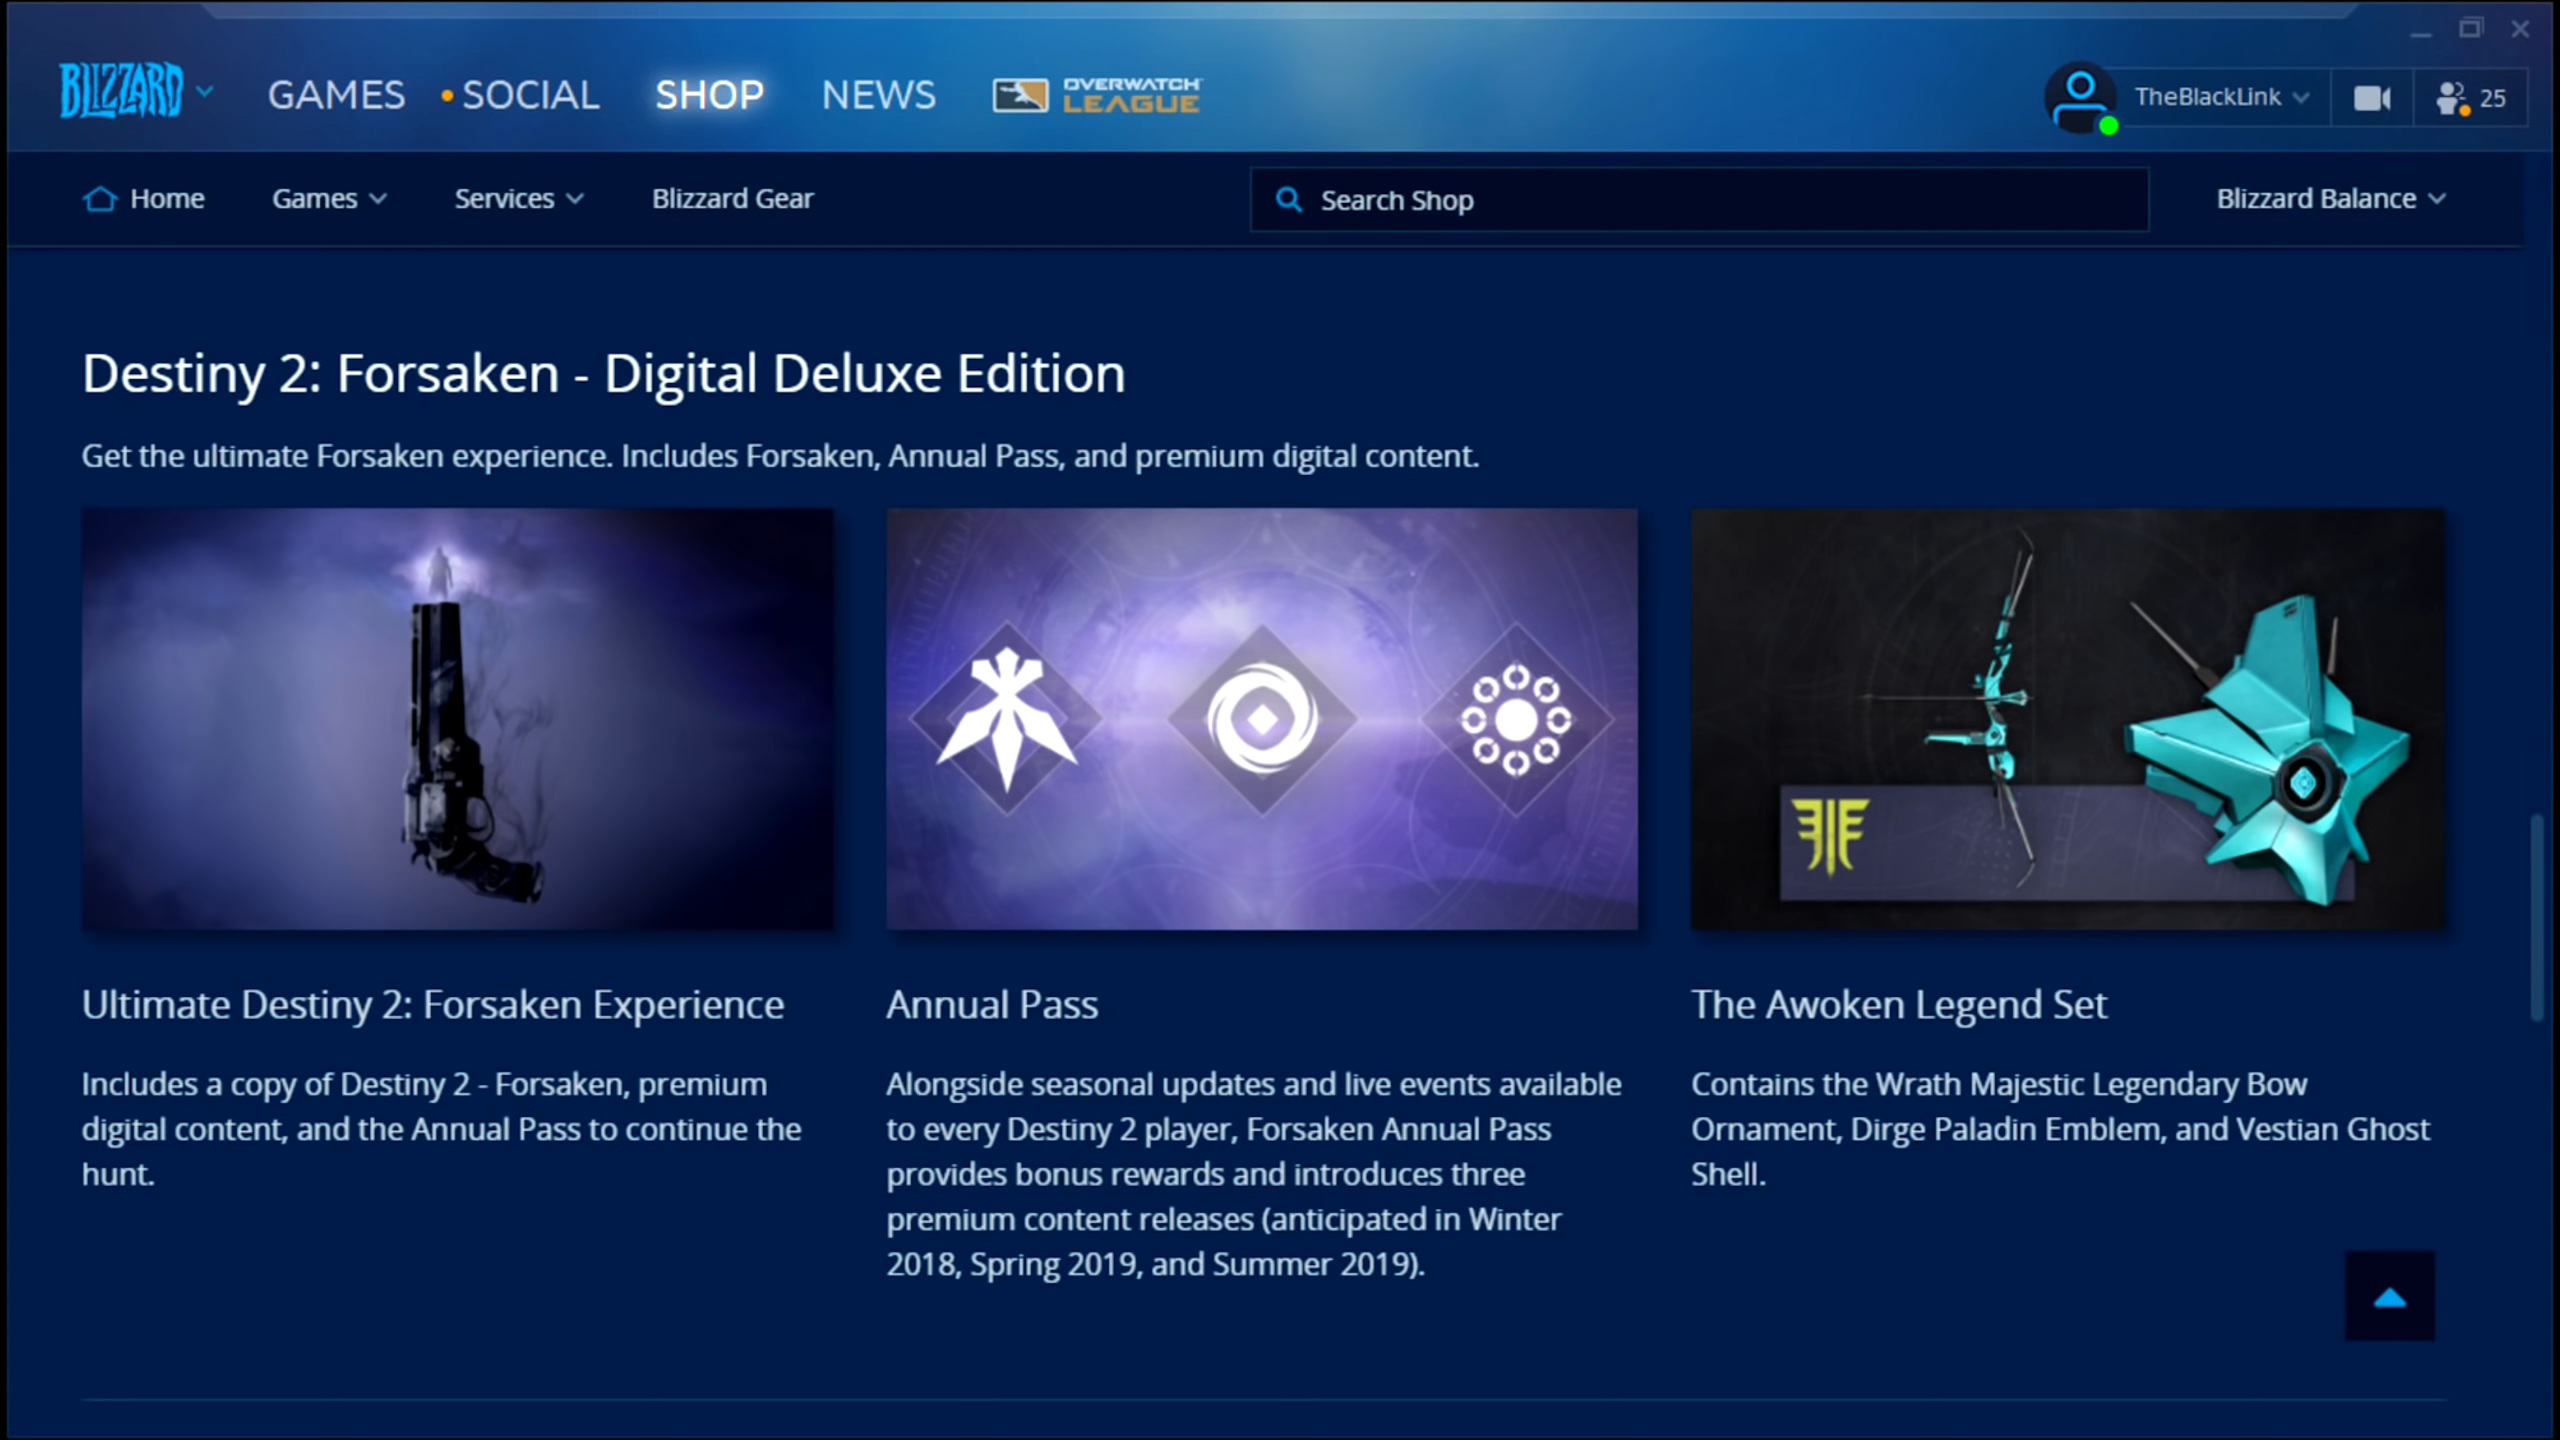 BLIZZARD
GAMES
SOCIAL
SHOP
NEWS
OVERWATCH
LEAGUE
TheBlackLink
25
Home
Games
Services
Blizzard Gear
Search Shop
Blizzard Balance
Destiny 2: Forsaken - Digital Deluxe Edition
Get the ultimate Forsaken experience. Includes Forsaken, Annual Pass, and premium digital content.
Ultimate Destiny 2: Forsaken Experience
Includes a copy of Destiny 2 - Forsaken, premium
digital content, and the Annual Pass to continue the
hunt.
Annual Pass
Alongside seasonal updates and live events available
to every Destiny 2 player, Forsaken Annual Pass
provides bonus rewards and introduces three
premium content releases (anticipated in Winter
2018, Spring 2019, and Summer 2019).
The Awoken Legend Set
Contains the Wrath Majestic Legendary Bow
Ornament, Dirge Paladin Emblem, and Vestian Ghost
Shell.